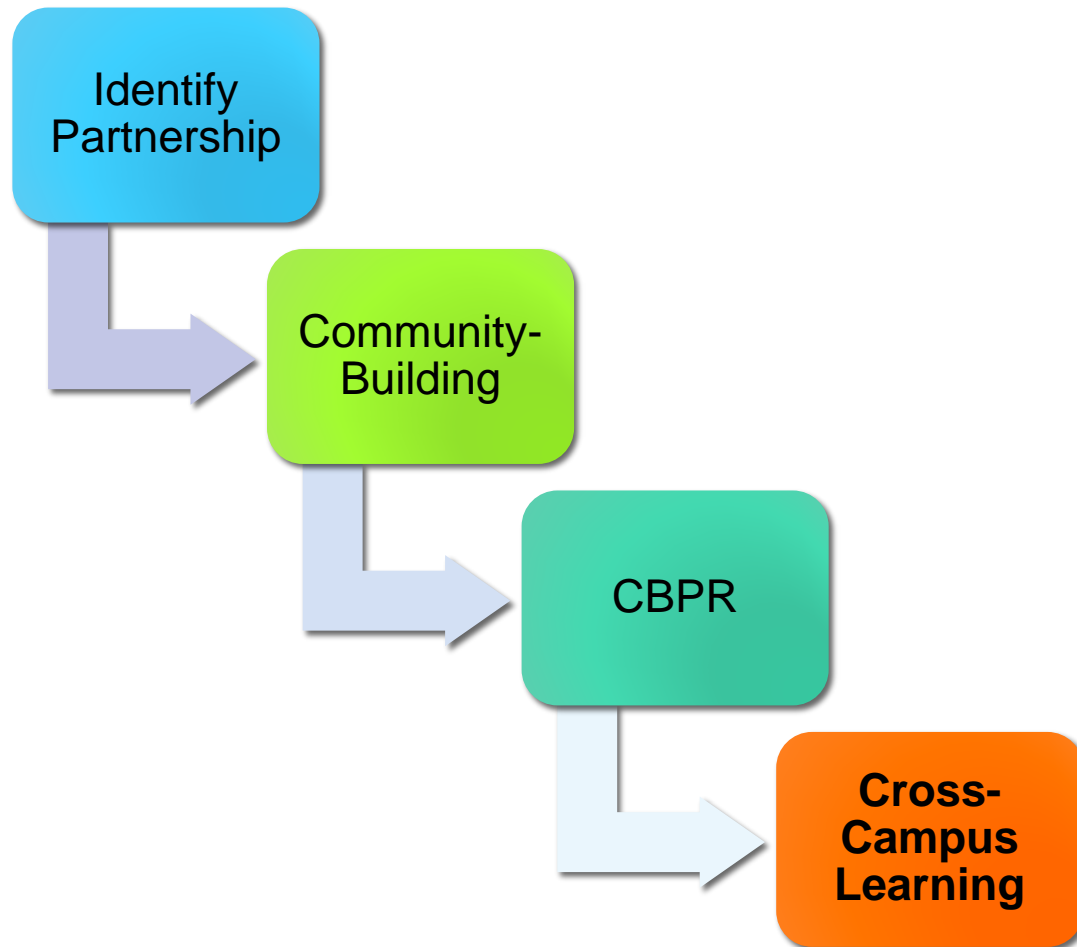 Identify
Partnership
Community-
Building
CBPR
Cross-
Campus
Learning